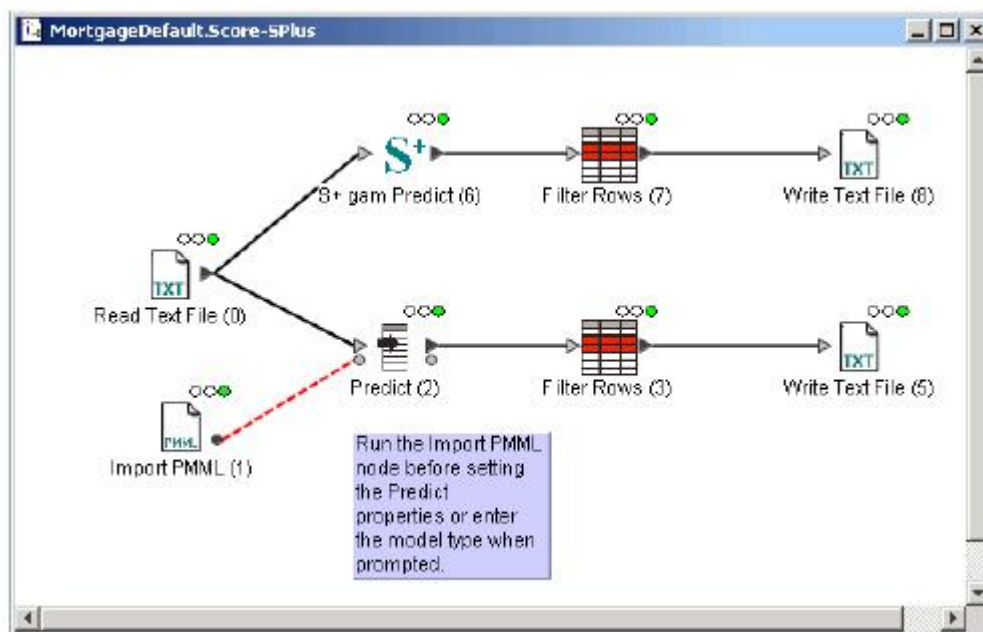 MortgageDefault.Score-SPlus
S+
S+ gam Predict (6)
Filter Rows (7)
TXT
Write Text File (8)
TXT
Read Text File (0)
Predict (2)
Filter Rows (3)
TXT
Write Text File (5)
PMML
Import PMML (1)
Run the Import PMML
node before setting
the Predict
properties or enter
the model type when
prompted.